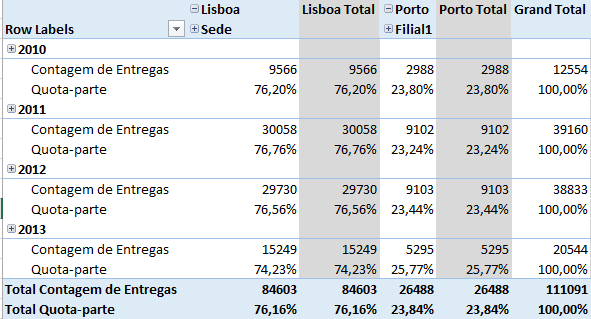 Lisboa Lisboa Total Porto Porto Total Grand Total
Row Labels Sede Filial1
2010
Contagem de Entregas 9566 9566 2988 2988 12554
Quota-parte 76,20% 76,20% 23,80% 23,80% 100,00%
2011
Contagem de Entregas 30058 30058 9102 9102 39160
Quota-parte 76,76% 76,76% 23,24% 23,24% 100,00%
2012
Contagem de Entregas 29730 29730 9103 9103 38833
Quota-parte 76,56% 76,56% 23,44% 23,44% 100,00%
2013
Contagem de Entregas 15249 15249 5295 5295 20544
Quota-parte 74,23% 74,23% 25,77% 25,77% 100,00%
Total Contagem de Entregas 84603 84603 26488 26488 111091
Total Quota-parte 76,16% 76,16% 23,84% 23,84% 100,00%